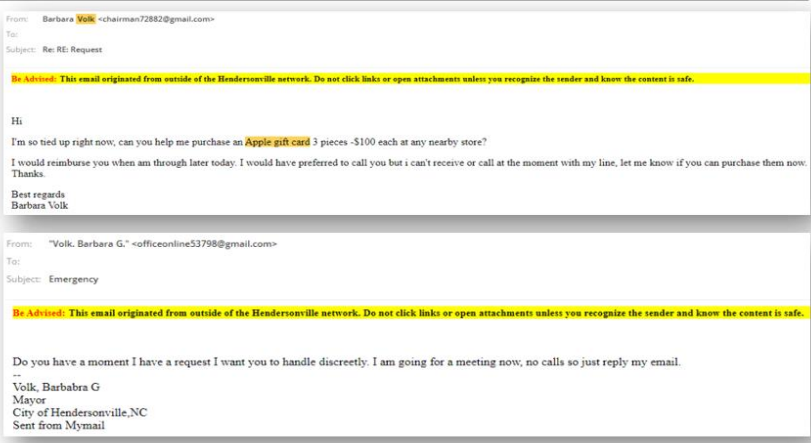 From: Barbara Volk <chairman72882@gmail.com>
To:
Subject: Re: RE: Request
Be Advised: This email originated from outside of the Hendersonville network. Do not click links or open attachments unless you recognize the sender and know the content is safe.
Hi
I'm so tied up right now, can you help me purchase an Apple gift card 3 pieces -$100 each at any nearby store?
I would reimburse you when am through later today. I would have preferred to call you but i can't receive or call at the moment with my line, let me know if you can purchase them now.
Thanks.
Best regards
Barbara Volk
From: "Volk. Barbara G." <officeonline53798@gmail.com>
To:
Subject: Emergency
Be Advised: This email originated from outside of the Hendersonville network. Do not click links or open attachments unless you recognize the sender and know the content is safe.
Do you have a moment I have a request I want you to handle discreetly. I am going for a meeting now, no calls so just reply my email.
--
Volk, Barbabra G
Mayor
City of Hendersonville,NC
Sent from Mymail